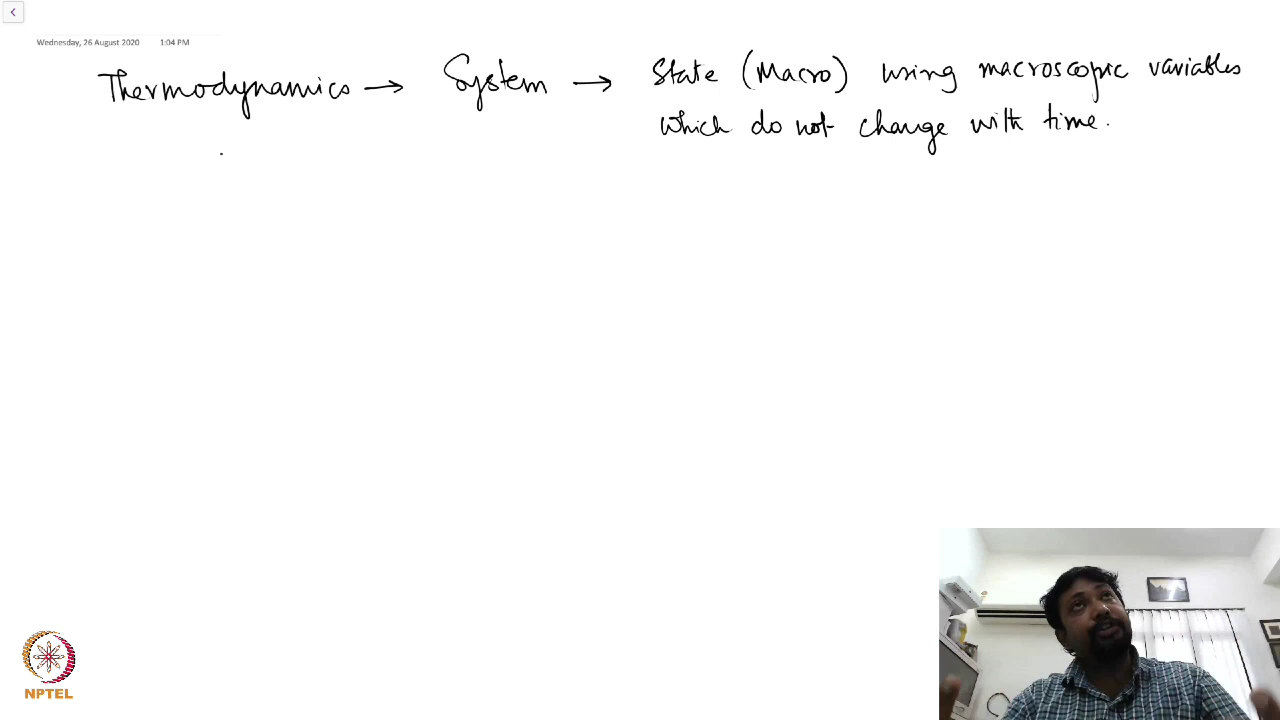 Wednesday, 26 August 2020 1:04 PM
Thermodynamics → System → State (Macro) using macroscopic variables
which do not change with time.
NPTEL